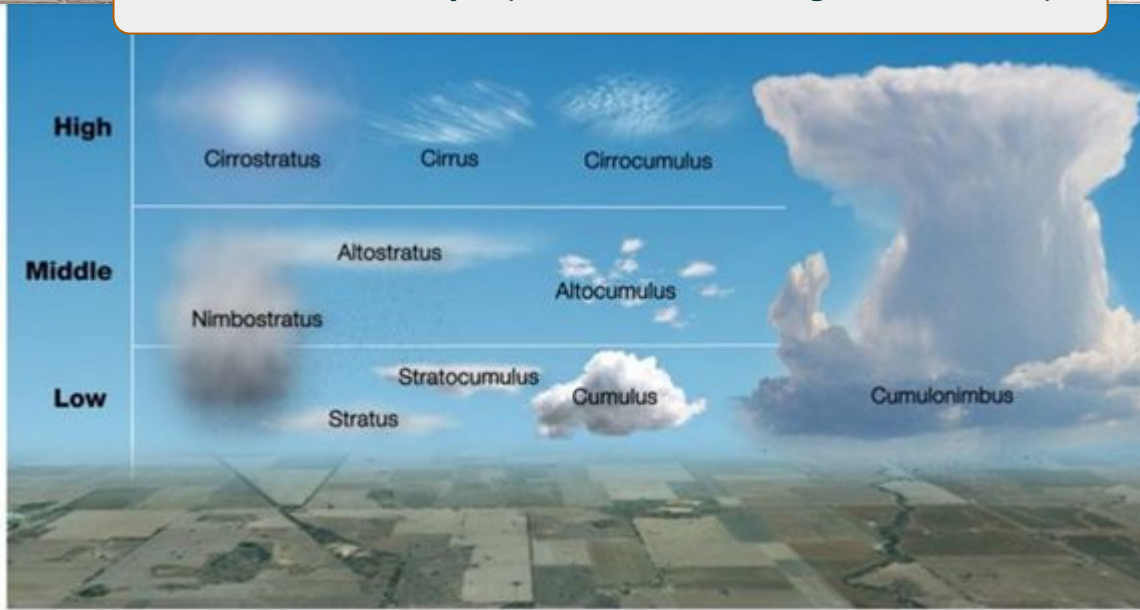 High
Cirrostratus
Cirrus
Cirrocumulus
Middle
Altostratus
Altocumulus
Nimbostratus
Low
Stratocumulus
Cumulus
Cumulonimbus
Stratus